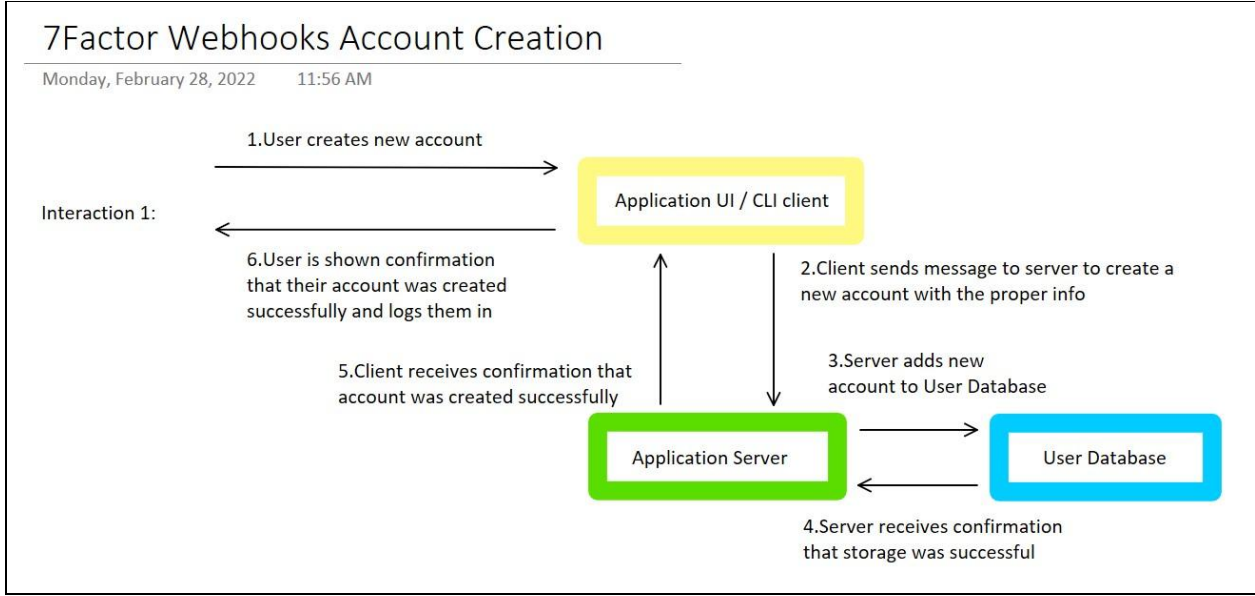 7Factor Webhooks Account Creation
Monday, February 28, 2022 11:56 AM
1.User creates new account
Application UI / CLI client
Interaction 1:
6.User is shown confirmation
that their account was created
successfully and logs them in
2.Client sends message to server to create a
new account with the proper info
5.Client receives confirmation that
account was created successfully
3.Server adds new
account to User Database
Application Server
User Database
4.Server receives confirmation
that storage was successful